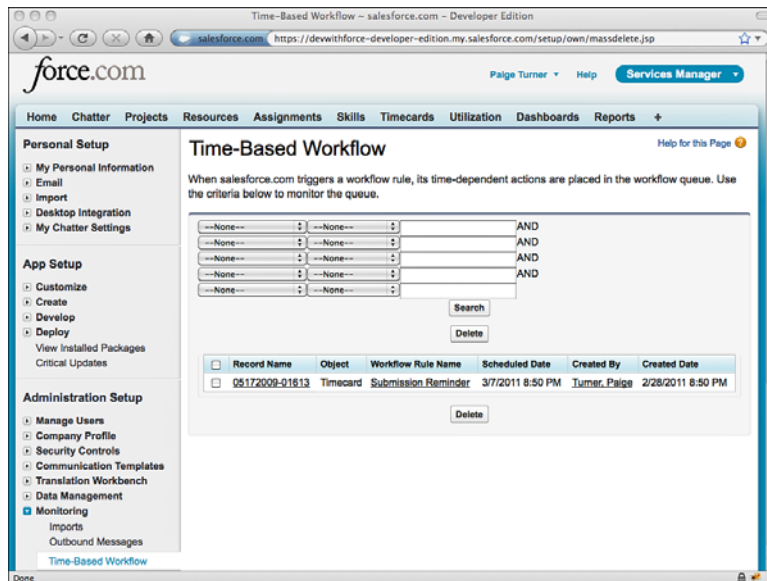 Time-Based Workflow ~ salesforce.com - Developer Edition
salesforce.com https://devwithforce-developer-edition.my.salesforce.com/setup/own/massdelete.jsp
force.com
Paige Turner Help Services Manager
Home Chatter Projects Resources Assignments Skills Timecards Utilization Dashboards Reports +
Personal Setup
My Personal Information
Email
Import
Desktop Integration
My Chatter Settings
App Setup
Customize
Create
Develop
Deploy
View Installed Packages
Critical Updates
Administration Setup
Manage Users
Company Profile
Security Controls
Communication Templates
Translation Workbench
Data Management
Monitoring
Imports
Outbound Messages
Time-Based Workflow
Time-Based Workflow
Help for this Page ?
When salesforce.com triggers a workflow rule, its time-dependent actions are placed in the workflow queue. Use
the criteria below to monitor the queue.
--None-- --None-- AND
--None-- --None-- AND
--None-- --None-- AND
--None-- --None-- AND
--None-- --None--
Search
Delete
Record Name Object Workflow Rule Name Scheduled Date Created By Created Date
05172009-01613 Timecard Submission Reminder 3/7/2011 8:50 PM Turner, Paige 2/28/2011 8:50 PM
Delete
Done